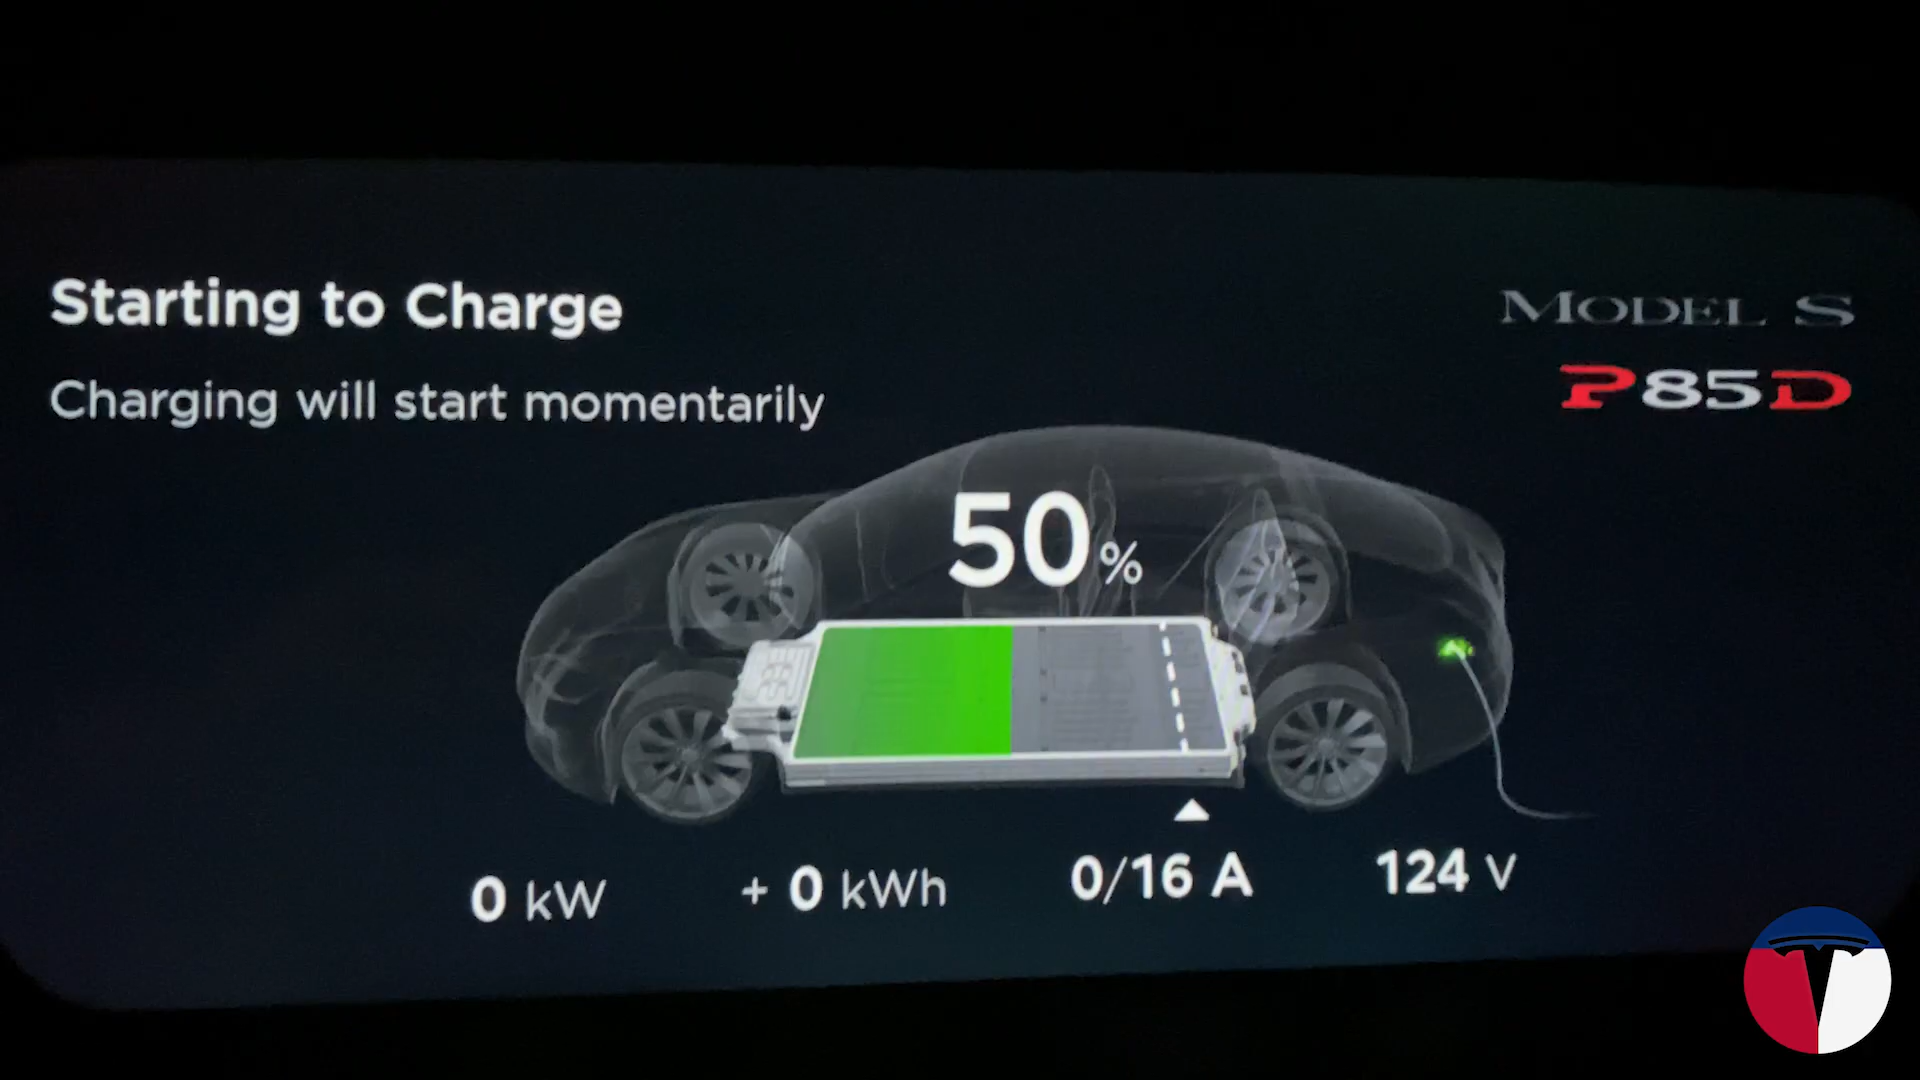 Starting to Charge
Charging will start momentarily
MODEL S
P85D
50 %
0 kW
+ 0 kWh
0/16 A
124 V